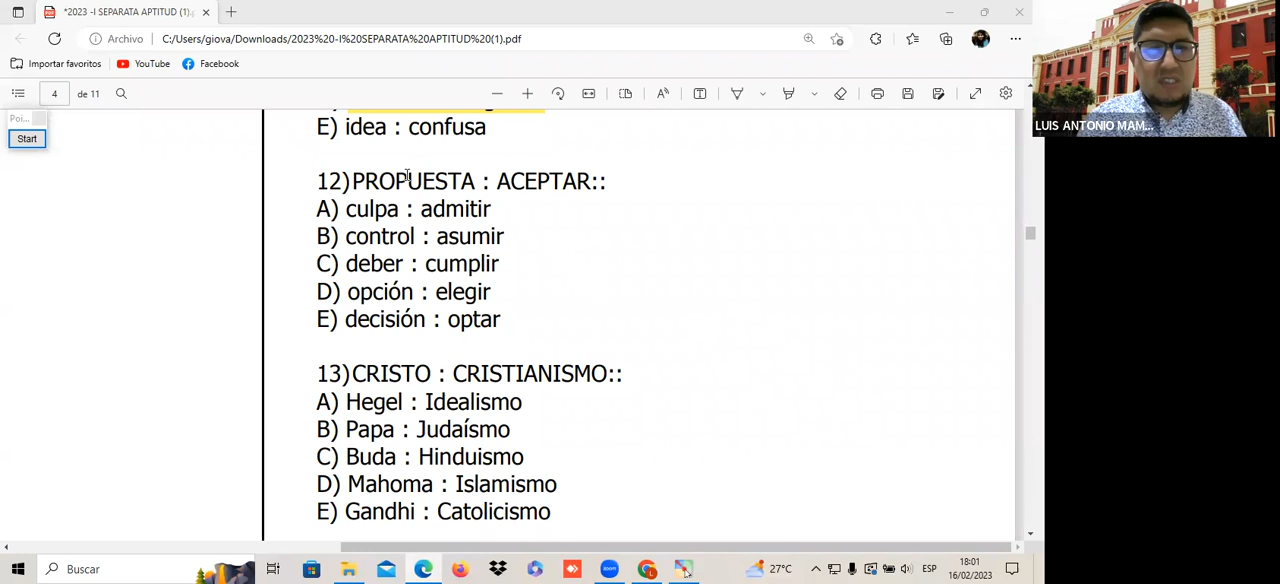 *2023 -I SEPARATA APTITUD (1).p
Archivo
C:/Users/giova/Downloads/2023%20-I%20SEPARATA%20APTITUD%20(1).pdf
Importar favoritos
YouTube
Facebook
4
de 11
Poi...
Start
LUIS ANTONIO MAM...
E) idea : confusa
12)PROPUESTA : ACEPTAR::
A) culpa : admitir
B) control : asumir
C) deber : cumplir
D) opción : elegir
E) decisión : optar
13)CRISTO : CRISTIANISMO::
A) Hegel : Idealismo
B) Papa : Judaísmo
C) Buda : Hinduismo
D) Mahoma : Islamismo
E) Gandhi : Catolicismo
Buscar
zoom
27°C
ESP
18:01
16/02/2023